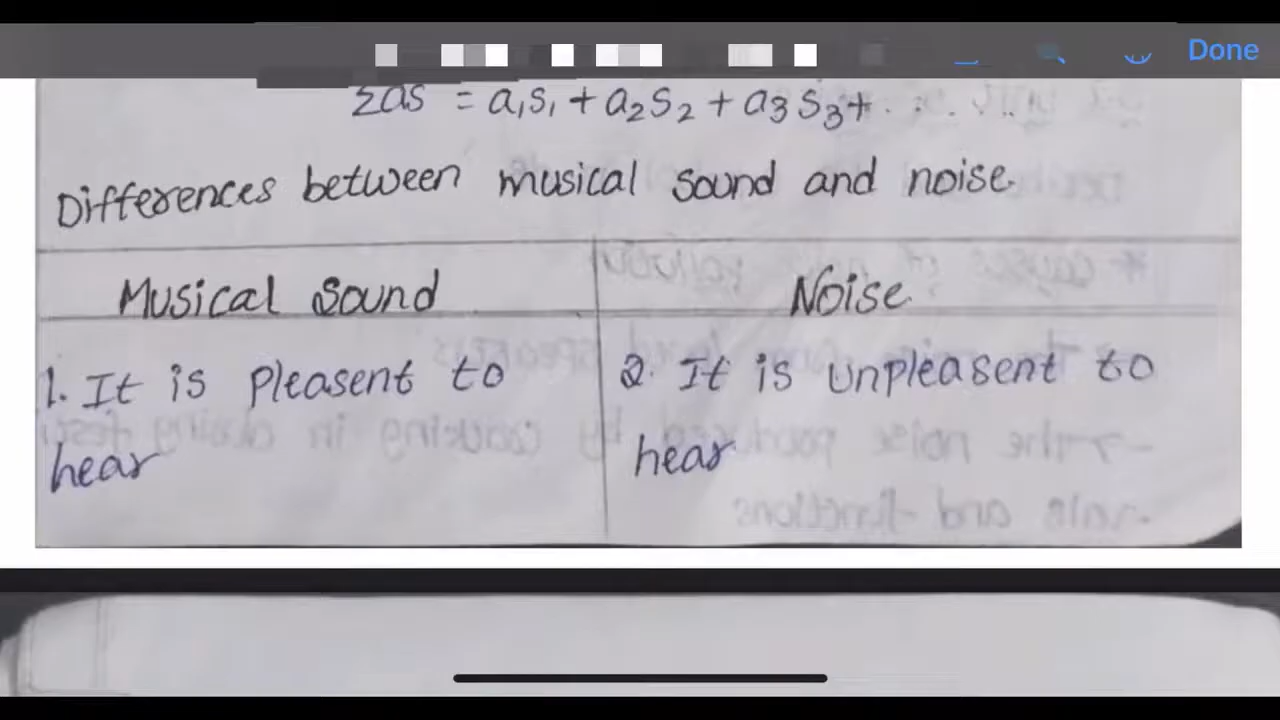 Done
Σas = a₁s₁ + a₂s₂ + a₃s₃+ . . . .
Differences between musical sound and noise.
Musical Sound
Noise.
1. It is pleasent to
hear
2. It is unpleasent to
hear.